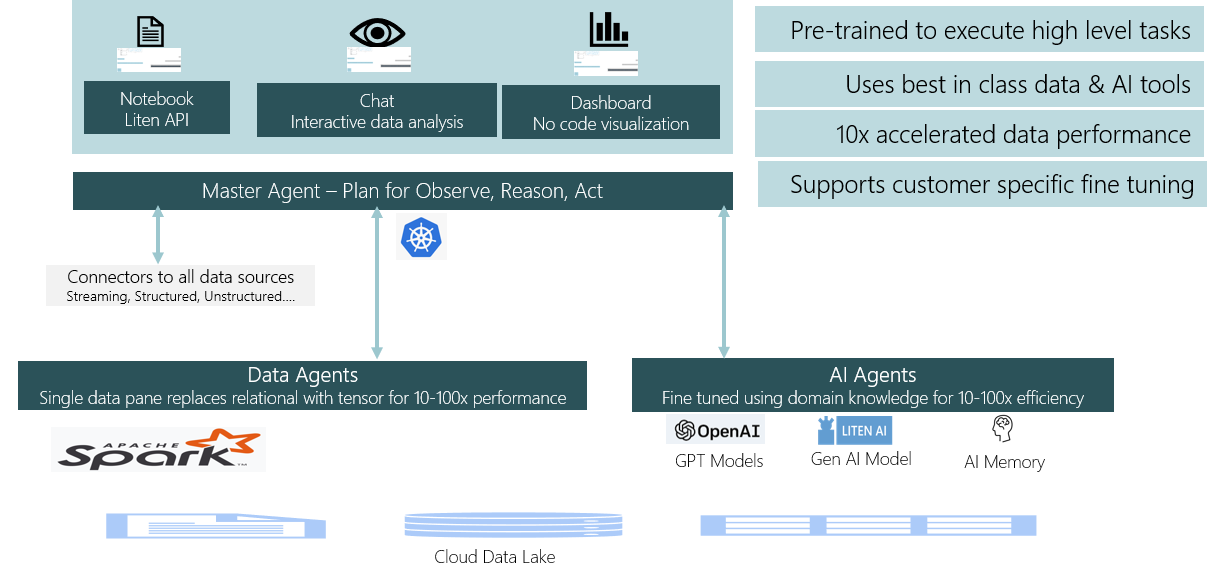 Notebook
Liten API
Chat
Interactive data analysis
Dashboard
No code visualization
Pre-trained to execute high level tasks
Uses best in class data & AI tools
10x accelerated data performance
Supports customer specific fine tuning
Master Agent – Plan for Observe, Reason, Act
Connectors to all data sources
Streaming, Structured, Unstructured....
Data Agents
Single data pane replaces relational with tensor for 10-100x performance
APACHE
Spark
AI Agents
Fine tuned using domain knowledge for 10-100x efficiency
OpenAI
GPT Models
LITEN AI
Gen AI Model
AI Memory
Cloud Data Lake